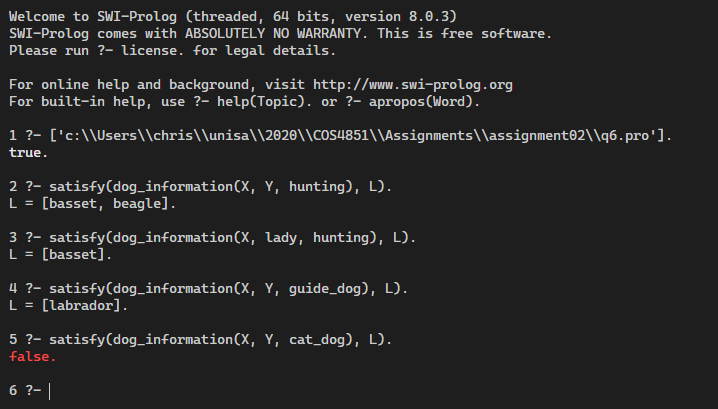 Welcome to SWI-Prolog (threaded, 64 bits, version 8.0.3)
SWI-Prolog comes with ABSOLUTELY NO WARRANTY. This is free software.
Please run ?- license. for legal details.
For online help and background, visit http://www.swi-prolog.org
For built-in help, use ?- help(Topic). or ?- apropos(Word).
1 ?- ['c:\\Users\\chris\\unisa\\2020\\COS4851\\Assignments\\assignment02\\q6.pro'].
true.
2 ?- satisfy(dog_information(X, Y, hunting), L).
L = [basset, beagle].
3 ?- satisfy(dog_information(X, lady, hunting), L).
L = [basset].
4 ?- satisfy(dog_information(X, Y, guide_dog), L).
L = [labrador].
5 ?- satisfy(dog_information(X, Y, cat_dog), L).
false.
6 ?-